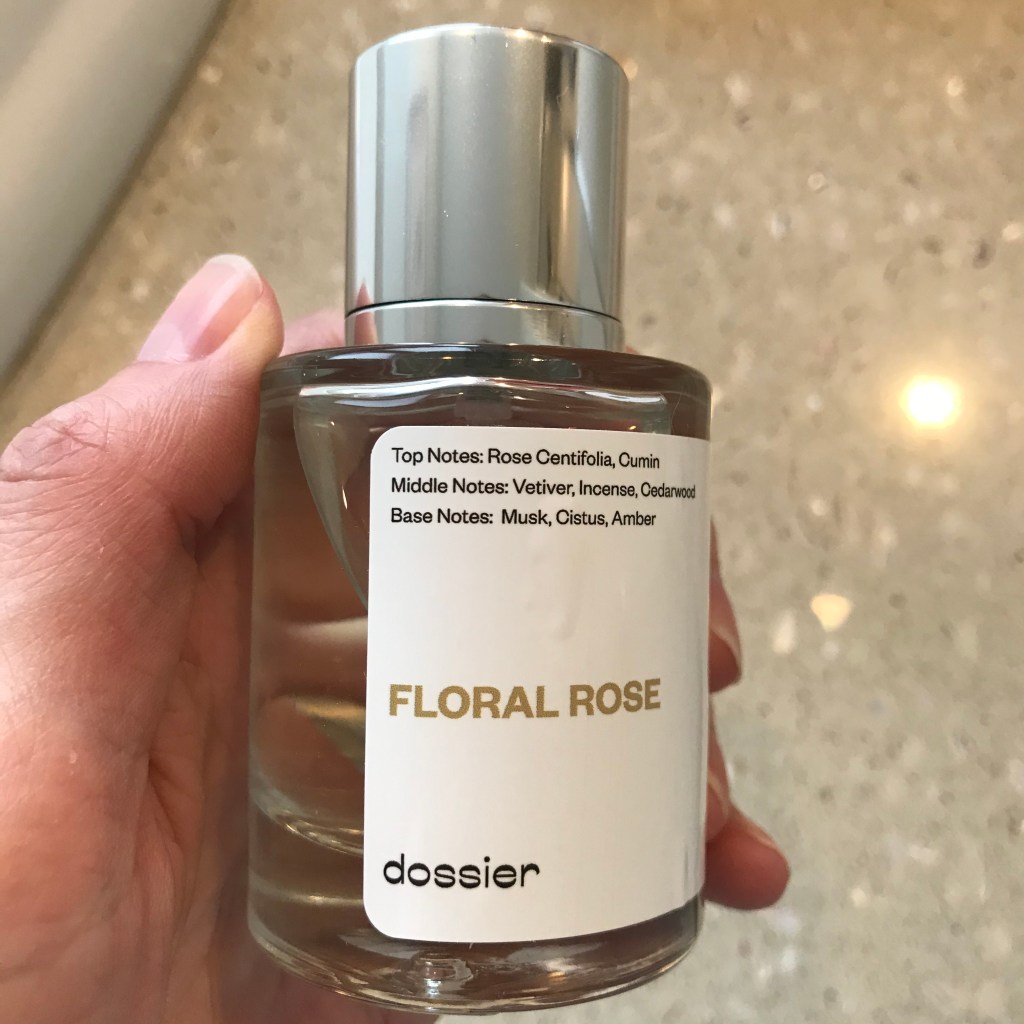 Top Notes: Rose Centifolia, Cumin
Middle Notes: Vetiver, Incense, Cedarwood
Base Notes: Musk, Cistus, Amber
FLORAL ROSE
dossier